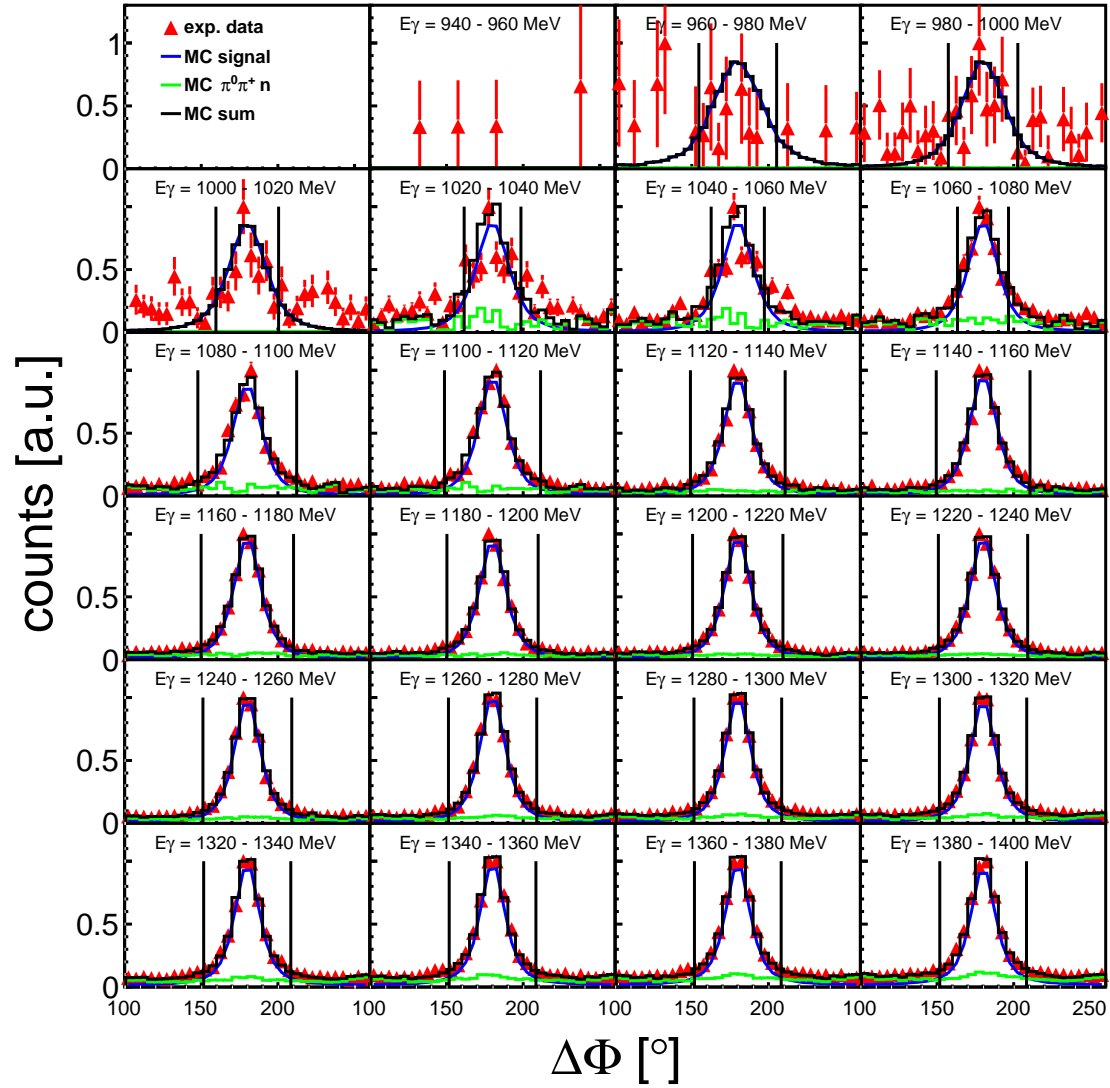 exp. data
MC signal
MC π⁰π⁺ n
MC sum
Eγ = 940 - 960 MeV
Eγ = 960 - 980 MeV
Eγ = 980 - 1000 MeV
1
0.5
0
Eγ = 1000 - 1020 MeV
Eγ = 1020 - 1040 MeV
Eγ = 1040 - 1060 MeV
Eγ = 1060 - 1080 MeV
0.5
0
Eγ = 1080 - 1100 MeV
Eγ = 1100 - 1120 MeV
Eγ = 1120 - 1140 MeV
Eγ = 1140 - 1160 MeV
0.5
0
Eγ = 1160 - 1180 MeV
Eγ = 1180 - 1200 MeV
Eγ = 1200 - 1220 MeV
Eγ = 1220 - 1240 MeV
0.5
0
Eγ = 1240 - 1260 MeV
Eγ = 1260 - 1280 MeV
Eγ = 1280 - 1300 MeV
Eγ = 1300 - 1320 MeV
0.5
0
Eγ = 1320 - 1340 MeV
Eγ = 1340 - 1360 MeV
Eγ = 1360 - 1380 MeV
Eγ = 1380 - 1400 MeV
0.5
0
100 150 200 100 150 200 100 150 200 100 150 200 250
counts [a.u.]
ΔΦ [°]